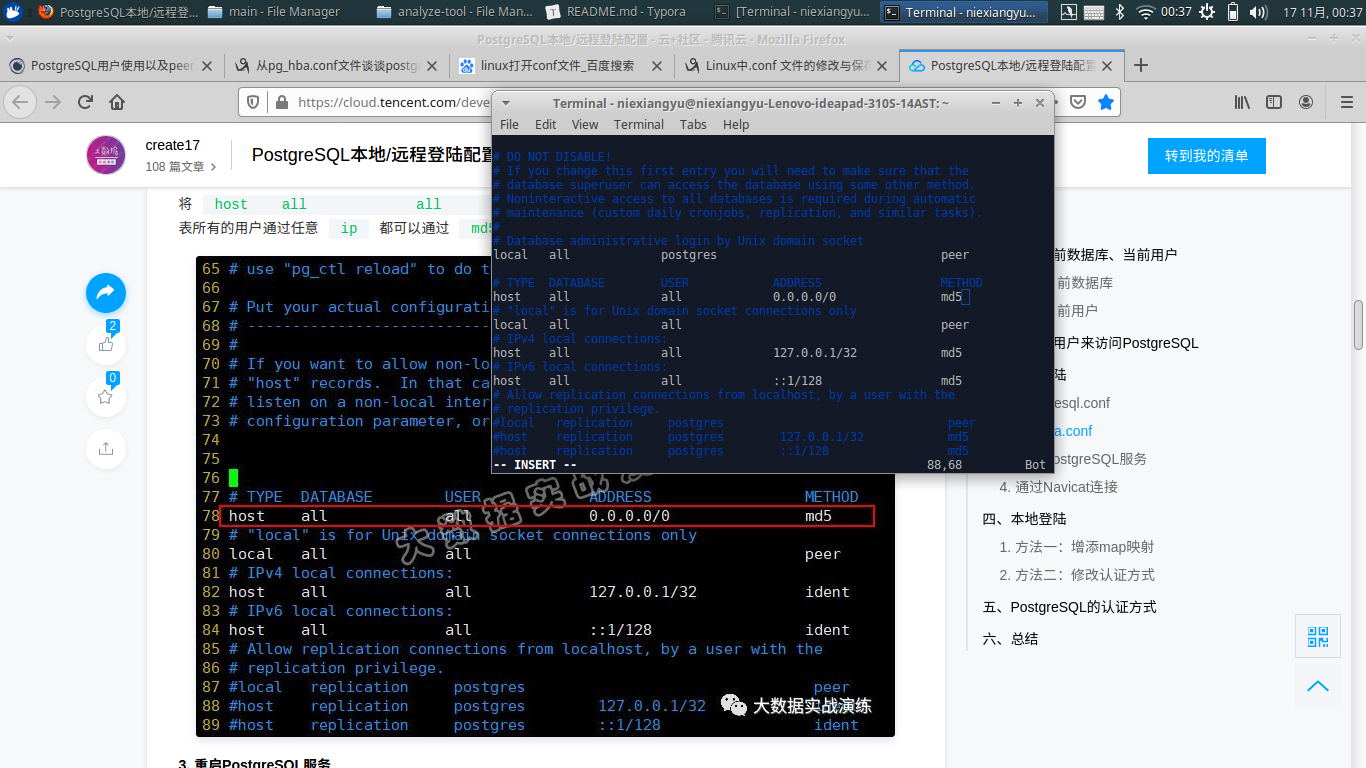 PostgreSQL本地/远程登...
main - File Manager
analyze-tool - File Man...
README.md - Typora
[Terminal - niexiangyu...
Terminal - niexiangyu...
00:37
17 11月, 00:37
PostgreSQL本地/远程登陆配置 - 云+社区 - 腾讯云 - Mozilla Firefox
PostgreSQL用户使用以及peer
从pg_hba.conf文件谈谈postg
linux打开conf文件_百度搜索
Linux中.conf 文件的修改与保存
PostgreSQL本地/远程登陆配置
https://cloud.tencent.com/deve
create17
108 篇文章
PostgreSQL本地/远程登陆配置
转到我的清单
将 host all all
表所有的用户通过任意 ip 都可以通过 md5
65 # use "pg_ctl reload" to do t
66
67 # Put your actual configurati
68 # ----------------------------
69 #
70 # If you want to allow non-lo
71 # "host" records. In that ca
72 # listen on a non-local inter
73 # configuration parameter, or
74
75
76
77 # TYPE DATABASE USER ADDRESS METHOD
78 host all all 0.0.0.0/0 md5
79 # "local" is for Unix domain socket connections only
80 local all all peer
81 # IPv4 local connections:
82 host all all 127.0.0.1/32 ident
83 # IPv6 local connections:
84 host all all ::1/128 ident
85 # Allow replication connections from localhost, by a user with the
86 # replication privilege.
87 #local replication postgres peer
88 #host replication postgres 127.0.0.1/32
89 #host replication postgres ::1/128 ident
大数据实战演练
3. 重启PostgreSQL服务
2
0
Terminal - niexiangyu@niexiangyu-Lenovo-ideapad-310S-14AST: ~
File Edit View Terminal Tabs Help
# DO NOT DISABLE!
# If you change this first entry you will need to make sure that the
# database superuser can access the database using some other method.
# Noninteractive access to all databases is required during automatic
# maintenance (custom daily cronjobs, replication, and similar tasks).
#
# Database administrative login by Unix domain socket
local all postgres peer
# TYPE DATABASE USER ADDRESS METHOD
host all all 0.0.0.0/0 md5
# "local" is for Unix domain socket connections only
local all all peer
# IPv4 local connections:
host all all 127.0.0.1/32 md5
# IPv6 local connections:
host all all ::1/128 md5
# Allow replication connections from localhost, by a user with the
# replication privilege.
#local replication postgres peer
#host replication postgres 127.0.0.1/32 md5
#host replication postgres ::1/128 md5
-- INSERT -- 88,68 Bot
前数据库、当前用户
前数据库
前用户
用户来访问PostgreSQL
陆
esql.conf
a.conf
ostgreSQL服务
4. 通过Navicat连接
四、本地登陆
1. 方法一：增添map映射
2. 方法二：修改认证方式
五、PostgreSQL的认证方式
六、总结